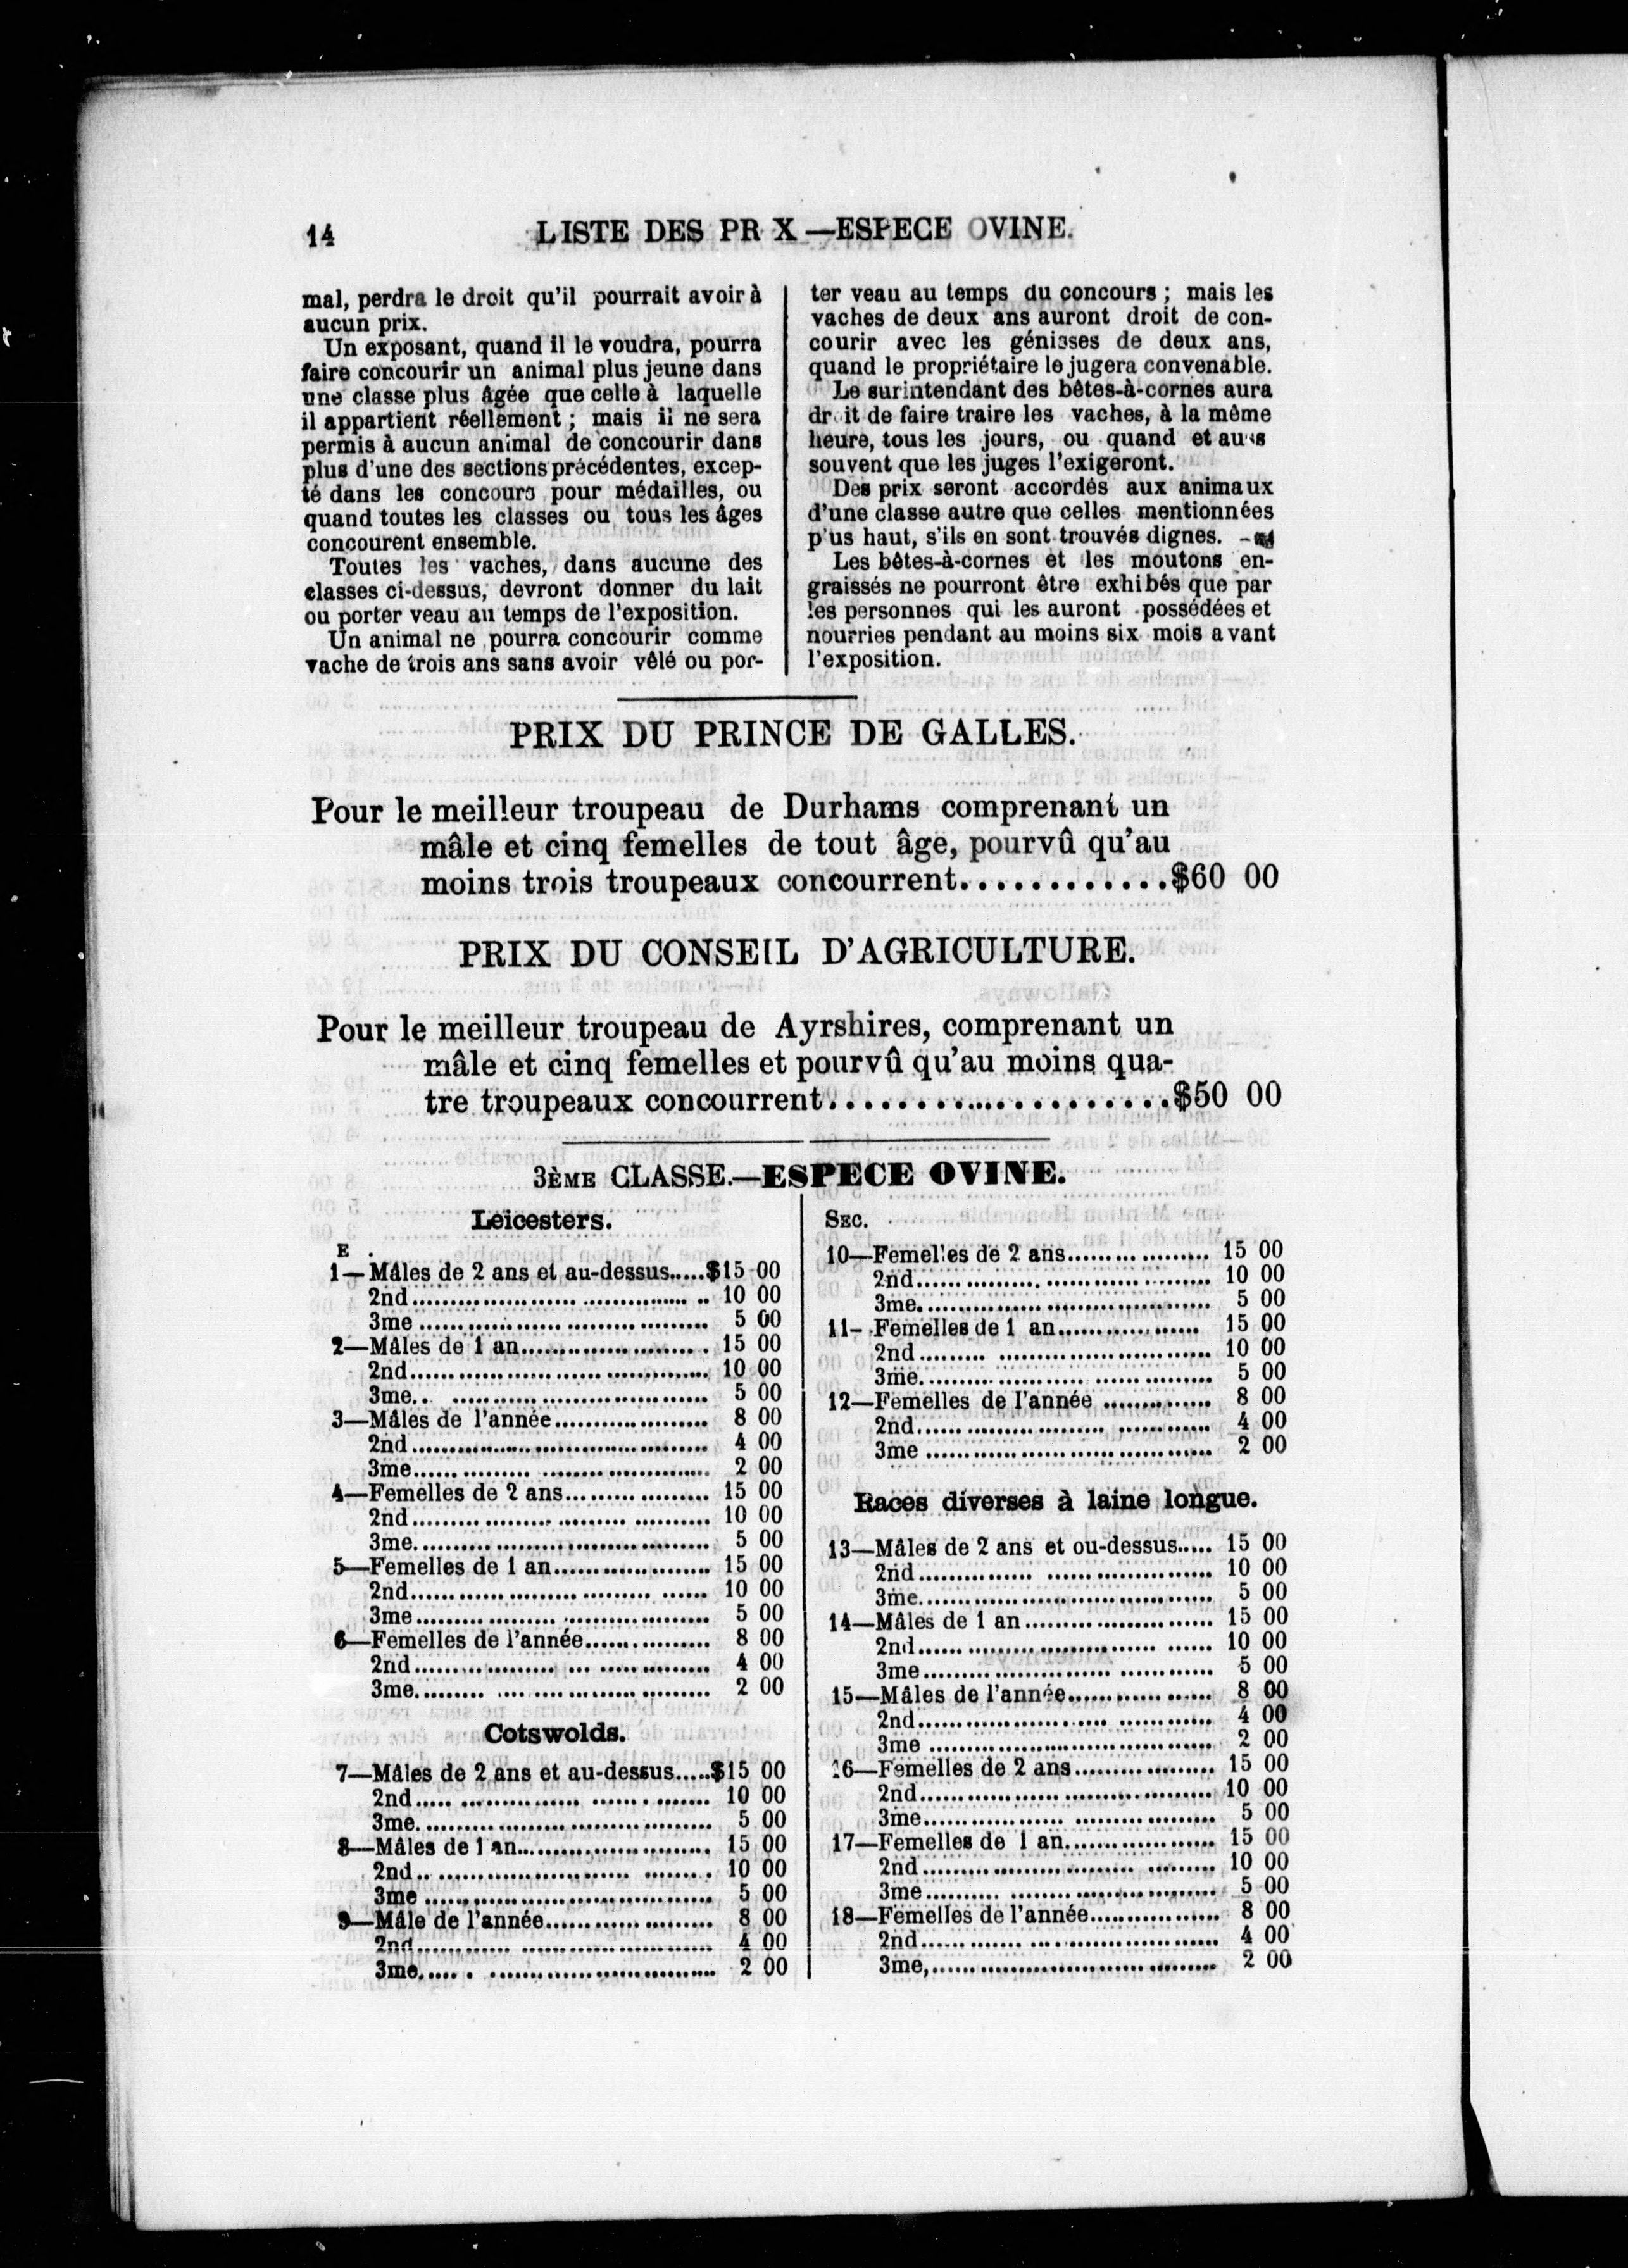 14 LISTE DES PR X—ESPECE OVINE.
mal, perdra le droit qu'il pourrait avoir à
aucun prix.
Un exposant, quand il le voudra, pourra
faire concourir un animal plus jeune dans
une classe plus âgée que celle à laquelle
il appartient réellement ; mais il ne sera
permis à aucun animal de concourir dans
plus d'une des sections précédentes, excep-
té dans les concours pour médailles, ou
quand toutes les classes ou tous les âges
concourent ensemble.
Toutes les vaches, dans aucune des
classes ci-dessus, devront donner du lait
ou porter veau au temps de l'exposition.
Un animal ne pourra concourir comme
vache de trois ans sans avoir vêlé ou por-
ter veau au temps du concours ; mais les
vaches de deux ans auront droit de con-
courir avec les génisses de deux ans,
quand le propriétaire le jugera convenable.
Le surintendant des bêtes-à-cornes aura
dr it de faire traire les vaches, à la même
heure, tous les jours, ou quand et auss
souvent que les juges l'exigeront.
Des prix seront accordés aux animaux
d'une classe autre que celles mentionnées
p'us haut, s'ils en sont trouvés dignes.
Les bêtes-à-cornes et les moutons en-
graissés ne pourront être exhibés que par
les personnes qui les auront possédées et
nourries pendant au moins six mois avant
l'exposition.
PRIX DU PRINCE DE GALLES.
Pour le meilleur troupeau de Durhams comprenant un
mâle et cinq femelles de tout âge, pourvû qu'au
moins trois troupeaux concourrent............$60 00
PRIX DU CONSEIL D'AGRICULTURE.
Pour le meilleur troupeau de Ayrshires, comprenant un
mâle et cinq femelles et pourvû qu'au moins qua-
tre troupeaux concourrent....................$50 00
3ÈME CLASSE.—ESPECE OVINE.
Leicesters.
E .
1—Mâles de 2 ans et au-dessus.....$15 00
2nd.................... 10 00
3me.................... 5 00
2—Mâles de 1 an.................... 15 00
2nd.................... 10 00
3me.................... 5 00
3—Mâles de l'année.................... 8 00
2nd.................... 4 00
3me.................... 2 00
4—Femelles de 2 ans.................... 15 00
2nd.................... 10 00
3me.................... 5 00
5—Femelles de 1 an.................... 15 00
2nd.................... 10 00
3me.................... 5 00
6—Femelles de l'année.................... 8 00
2nd.................... 4 00
3me.................... 2 00
Cotswolds.
7—Mâles de 2 ans et au-dessus.....$15 00
2nd.................... 10 00
3me.................... 5 00
8—Mâles de 1 an.................... 15 00
2nd.................... 10 00
3me.................... 5 00
9—Mâle de l'année.................... 8 00
2nd.................... 4 00
3me.................... 2 00
SEC.
10—Femelles de 2 ans.................... 15 00
2nd.................... 10 00
3me.................... 5 00
11—Femelles de 1 an.................... 15 00
2nd.................... 10 00
3me.................... 5 00
12—Femelles de l'année.................... 8 00
2nd.................... 4 00
3me.................... 2 00
Races diverses à laine longue.
13—Mâles de 2 ans et ou-dessus..... 15 00
2nd.................... 10 00
3me.................... 5 00
14—Mâles de 1 an.................... 15 00
2nd.................... 10 00
3me.................... 5 00
15—Mâles de l'année.................... 8 00
2nd.................... 4 00
3me.................... 2 00
16—Femelles de 2 ans.................... 15 00
2nd.................... 10 00
3me.................... 5 00
17—Femelles de 1 an.................... 15 00
2nd.................... 10 00
3me.................... 5 00
18—Femelles de l'année.................... 8 00
2nd.................... 4 00
3me,.................... 2 00